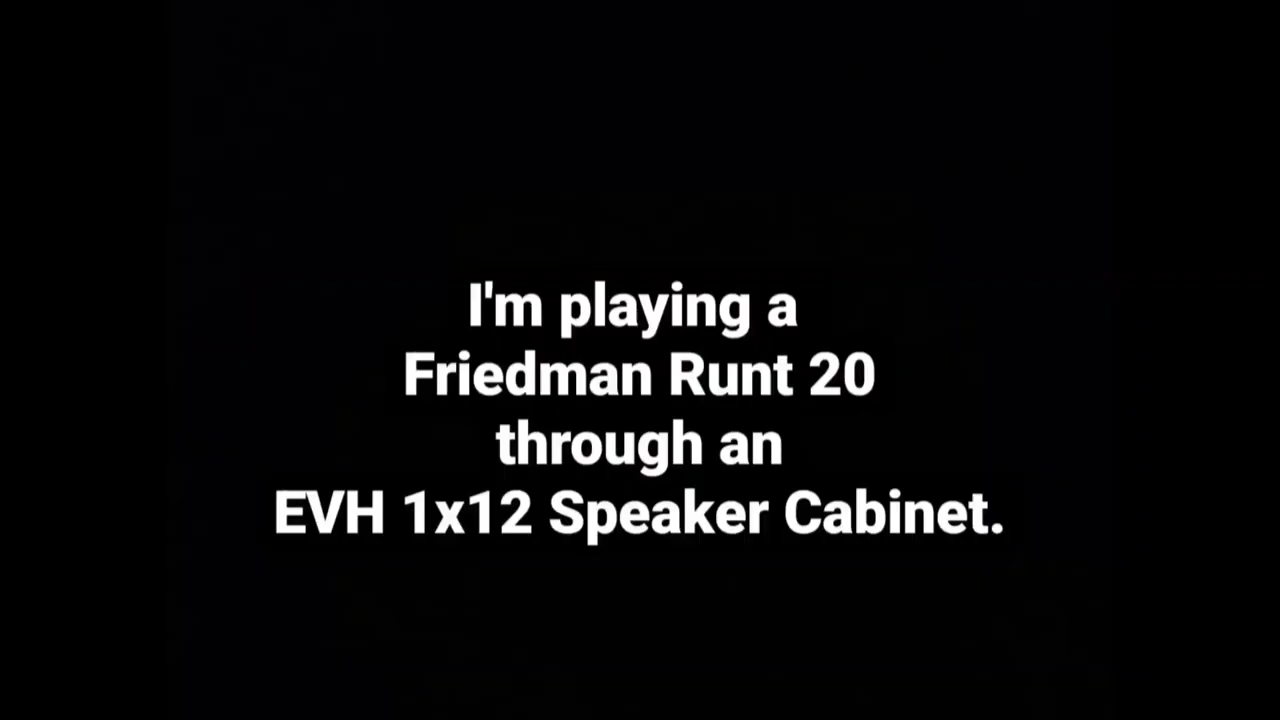 I'm playing a
Friedman Runt 20
through an
EVH 1x12 Speaker Cabinet.